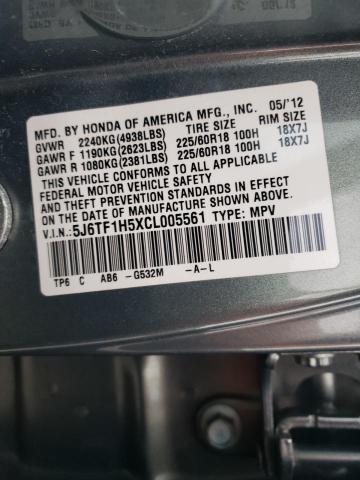 MFD. BY HONDA OF AMERICA MFG., INC. 05/'12
GVWR 2240KG(4938LBS) TIRE SIZE RIM SIZE
GAWR F 1190KG(2623LBS) 225/60R18 100H 18X7J
GAWR R 1080KG(2381LBS) 225/60R18 100H 18X7J
THIS VEHICLE CONFORMS TO ALL APPLICABLE
FEDERAL MOTOR VEHICLE SAFETY AND
THEFT PREVENTION STANDARDS IN EFFECT
ON THE DATE OF MANUFACTURE SHOWN ABOVE.
V.I.N.: 5J6TF1H5XCL005561 TYPE: MPV
TP6 C AB6 -G532M -A-L